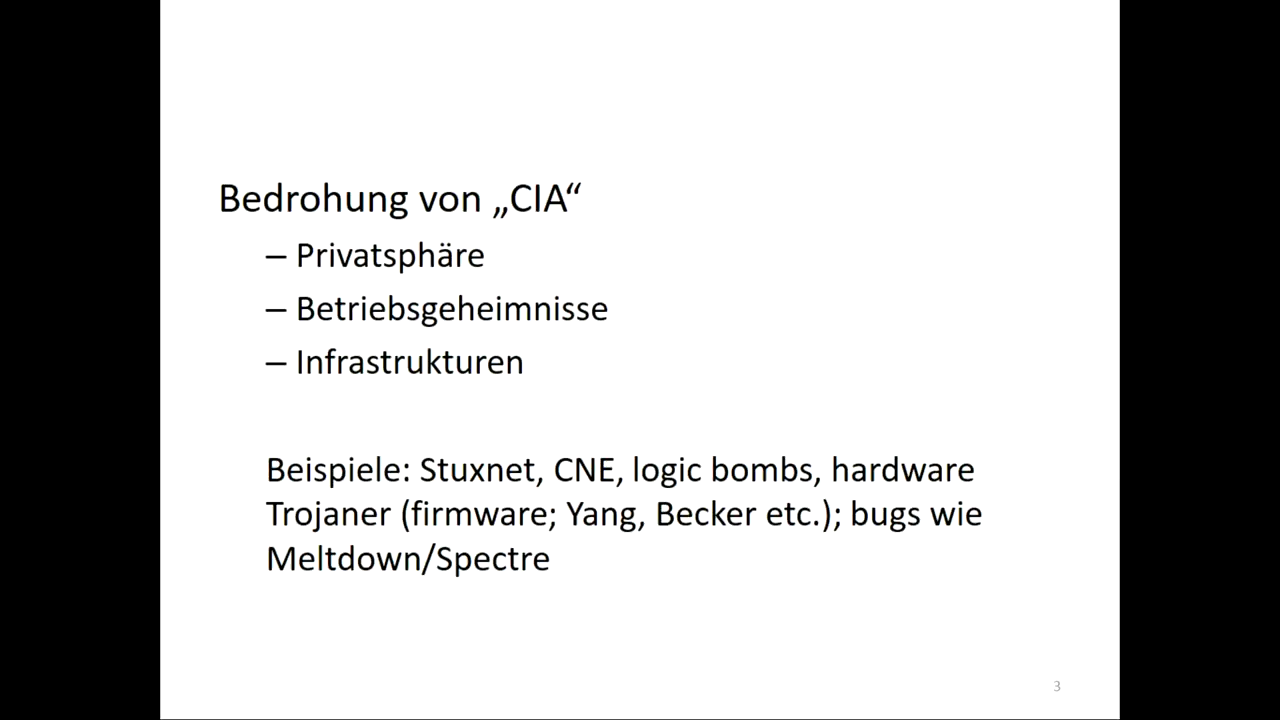 Bedrohung von „CIA“
– Privatsphäre
– Betriebsgeheimnisse
– Infrastrukturen
Beispiele: Stuxnet, CNE, logic bombs, hardware
Trojaner (firmware; Yang, Becker etc.); bugs wie
Meltdown/Spectre
3